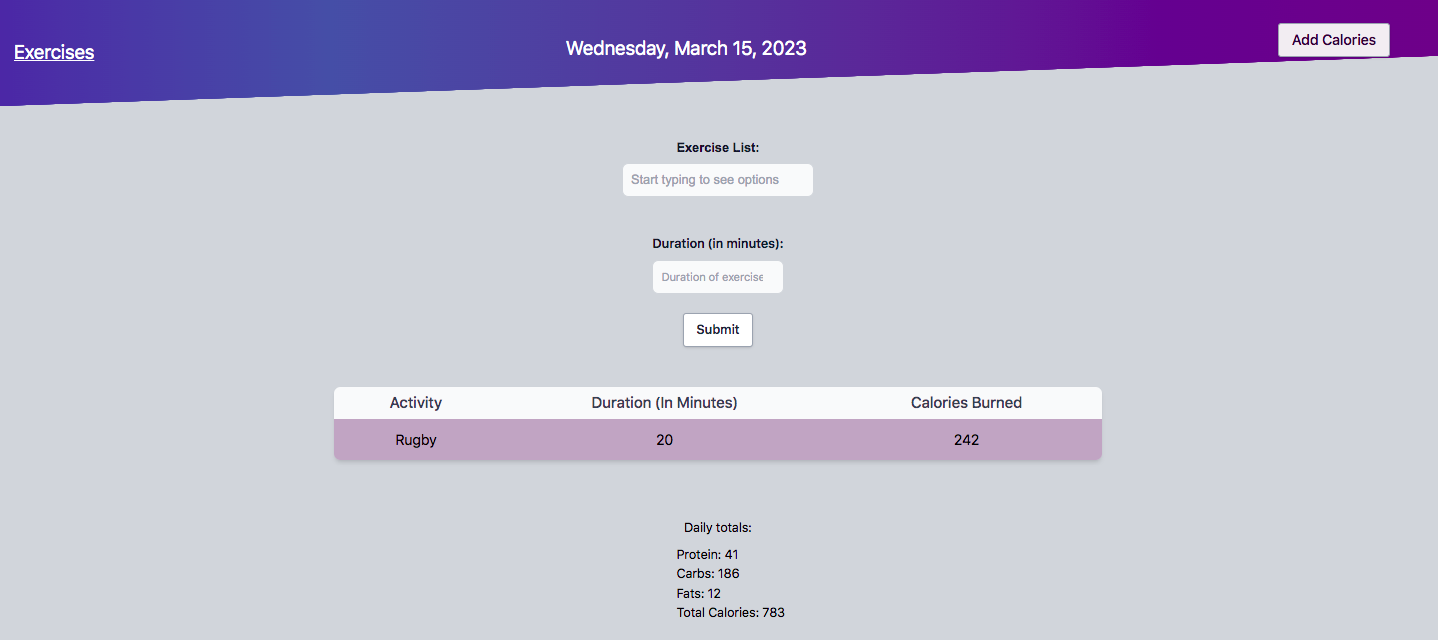 Exercises
Wednesday, March 15, 2023
Add Calories
Exercise List:
Start typing to see options
Duration (in minutes):
Duration of exercise
Submit
Activity Duration (In Minutes) Calories Burned
Rugby 20 242
Daily totals:
Protein: 41
Carbs: 186
Fats: 12
Total Calories: 783